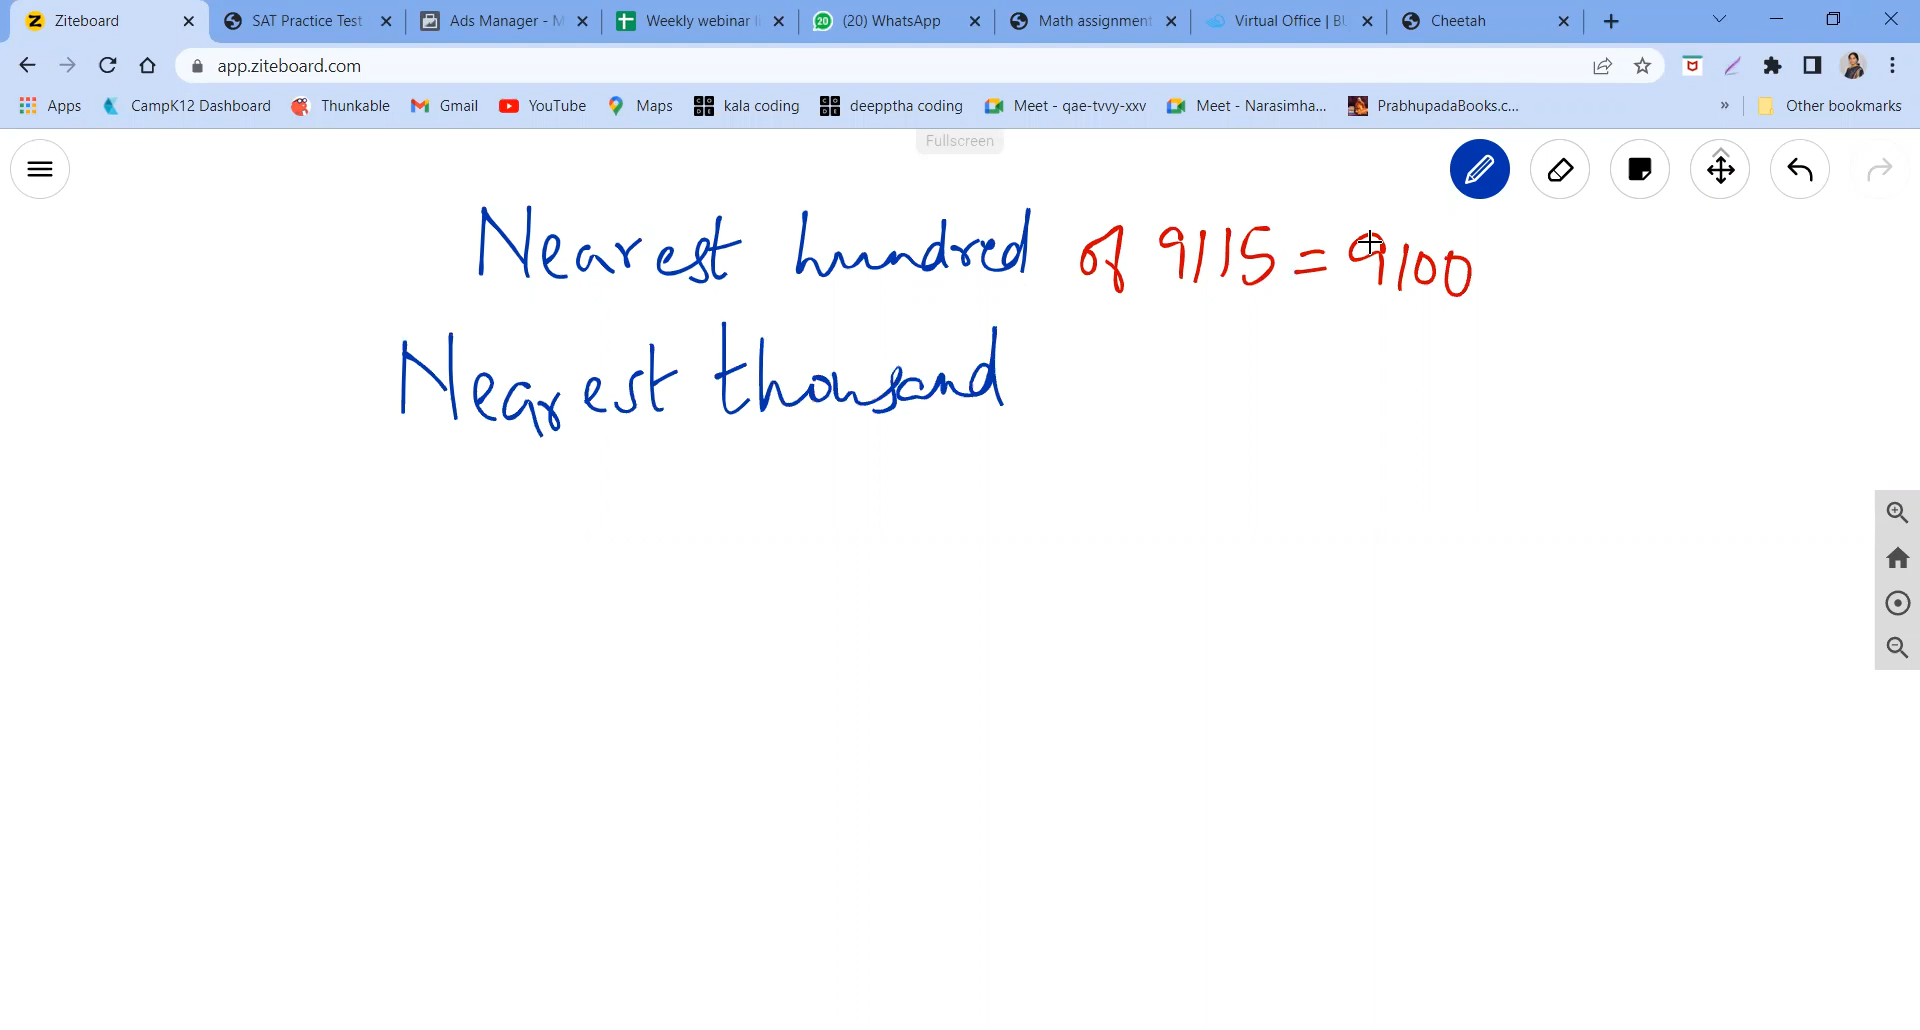 Ziteboard
SAT Practice Test
Ads Manager - M
Weekly webinar li
(20) WhatsApp
Math assignment
Virtual Office | BU
Cheetah
app.ziteboard.com
Apps
CampK12 Dashboard
Thunkable
Gmail
YouTube
Maps
kala coding
deepptha coding
Meet - qae-tvvy-xxv
Meet - Narasimha...
PrabhupadaBooks.c...
»
Other bookmarks
Fullscreen
Nearest hundred of 9115 = 9100
Nearest thousand